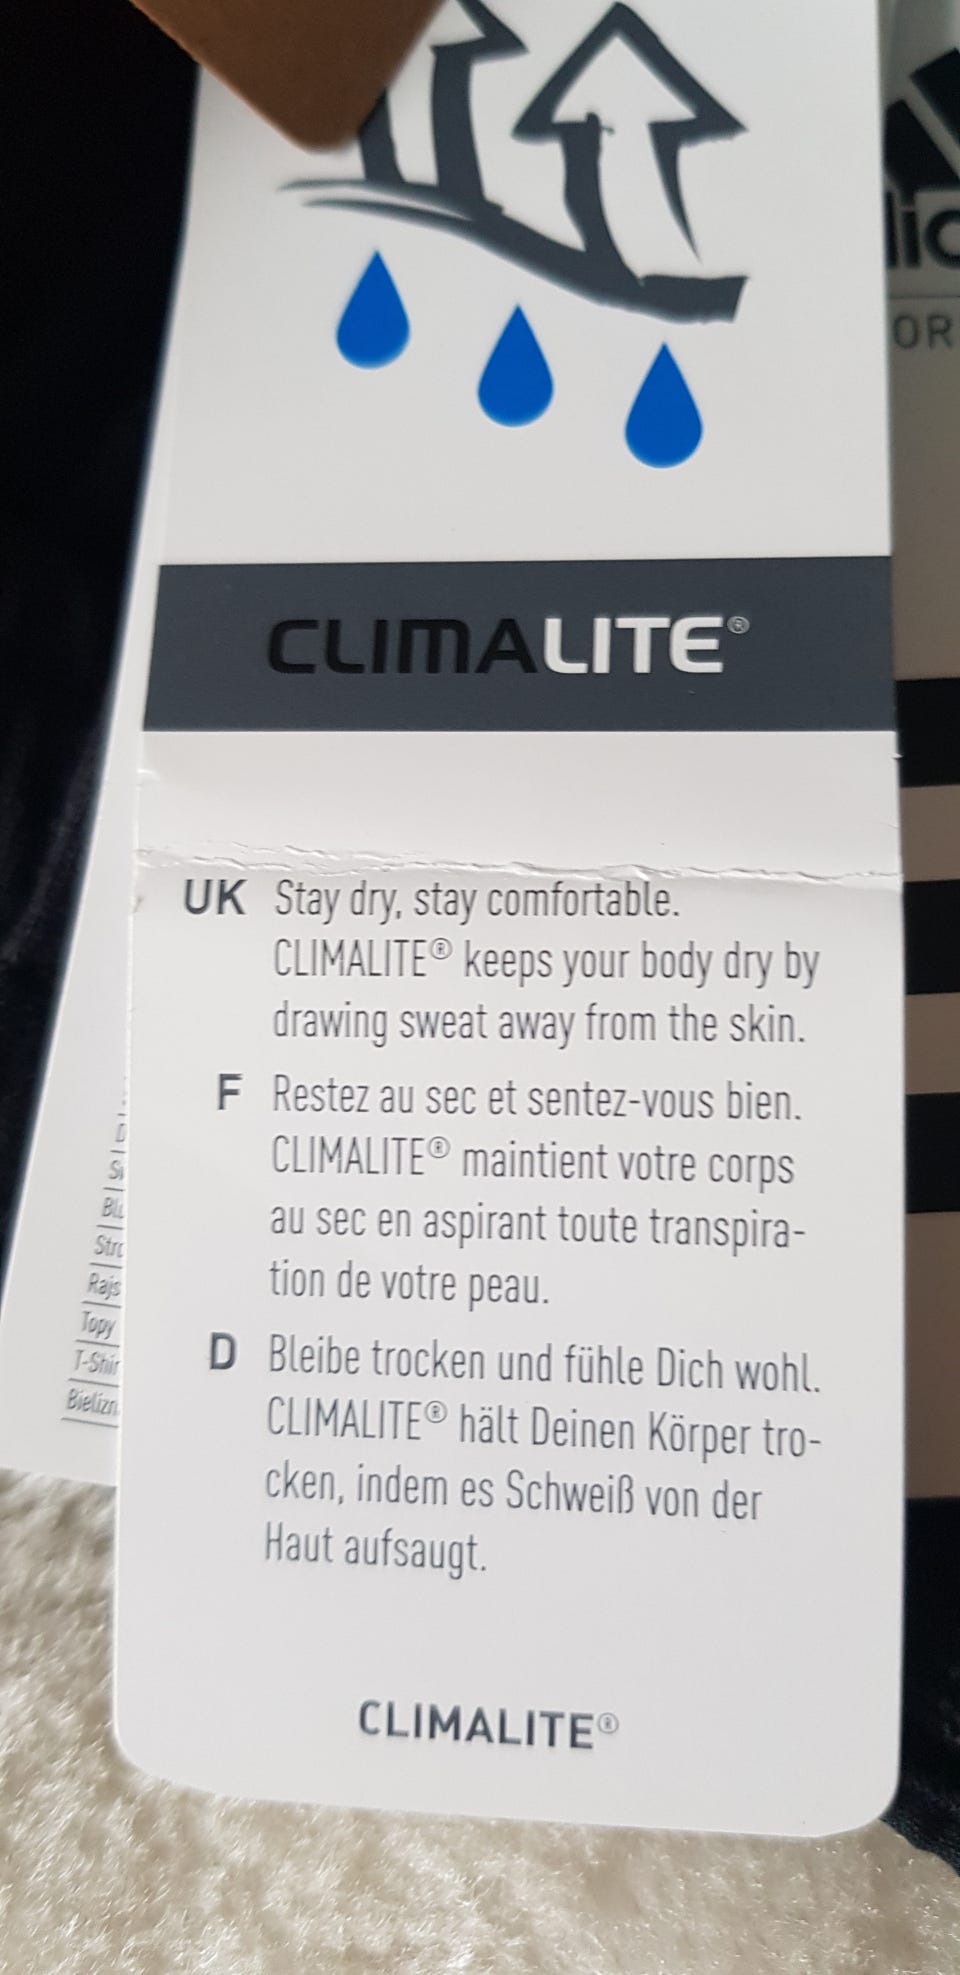 CLIMALITE®
UK Stay dry, stay comfortable.
CLIMALITE® keeps your body dry by
drawing sweat away from the skin.
F Restez au sec et sentez-vous bien.
CLIMALITE® maintient votre corps
au sec en aspirant toute transpira-
tion de votre peau.
D Bleibe trocken und fühle Dich wohl.
CLIMALITE® hält Deinen Körper tro-
cken, indem es Schweiß von der
Haut aufsaugt.
CLIMALITE®
Topy